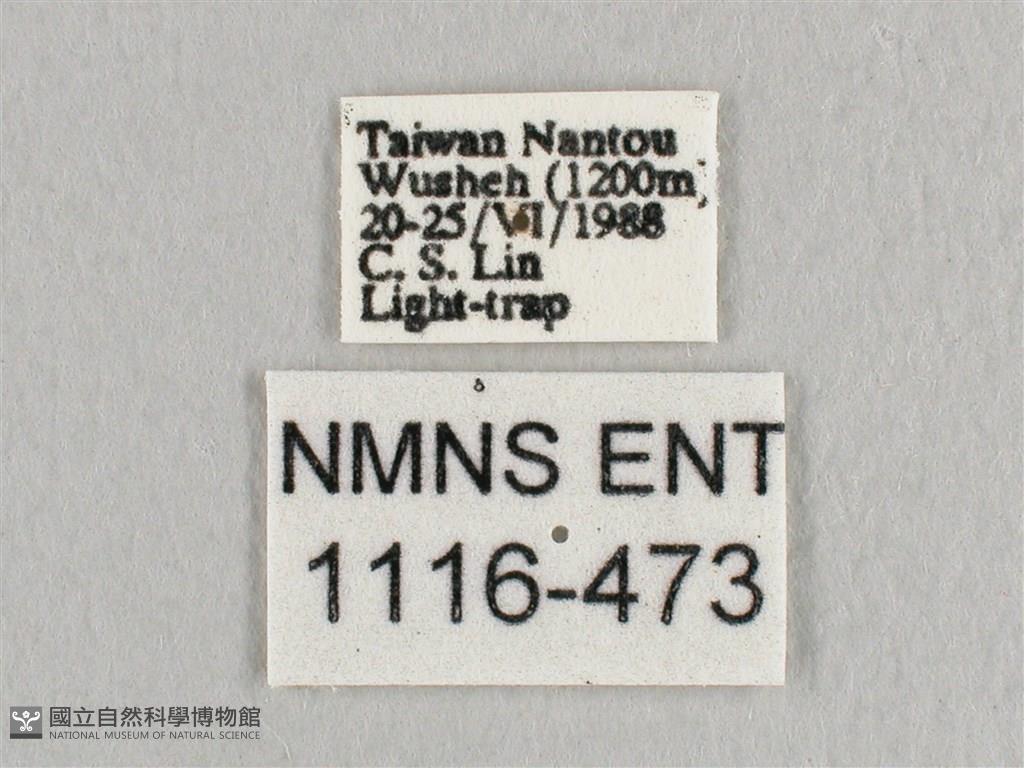 Taiwan Nantou
Wusheh (1200m)
20-25/VI/1988
C. S. Lin
Light-trap
NMNS ENT
1116-473
國立自然科學博物館
NATIONAL MUSEUM OF NATURAL SCIENCE